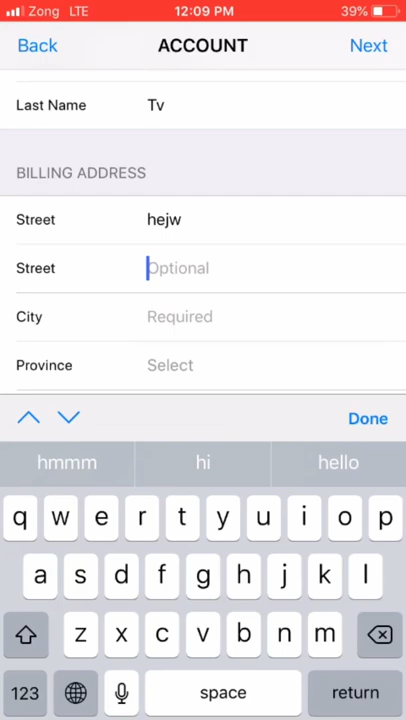 Zong LTE 12:09 PM 39%
Back ACCOUNT Next
Last Name Tv
BILLING ADDRESS
Street hejw
Street Optional
City Required
Province Select
Done
hmmm hi hello
q w e r t y u i o p
a s d f g h j k l
z x c v b n m
123 space return